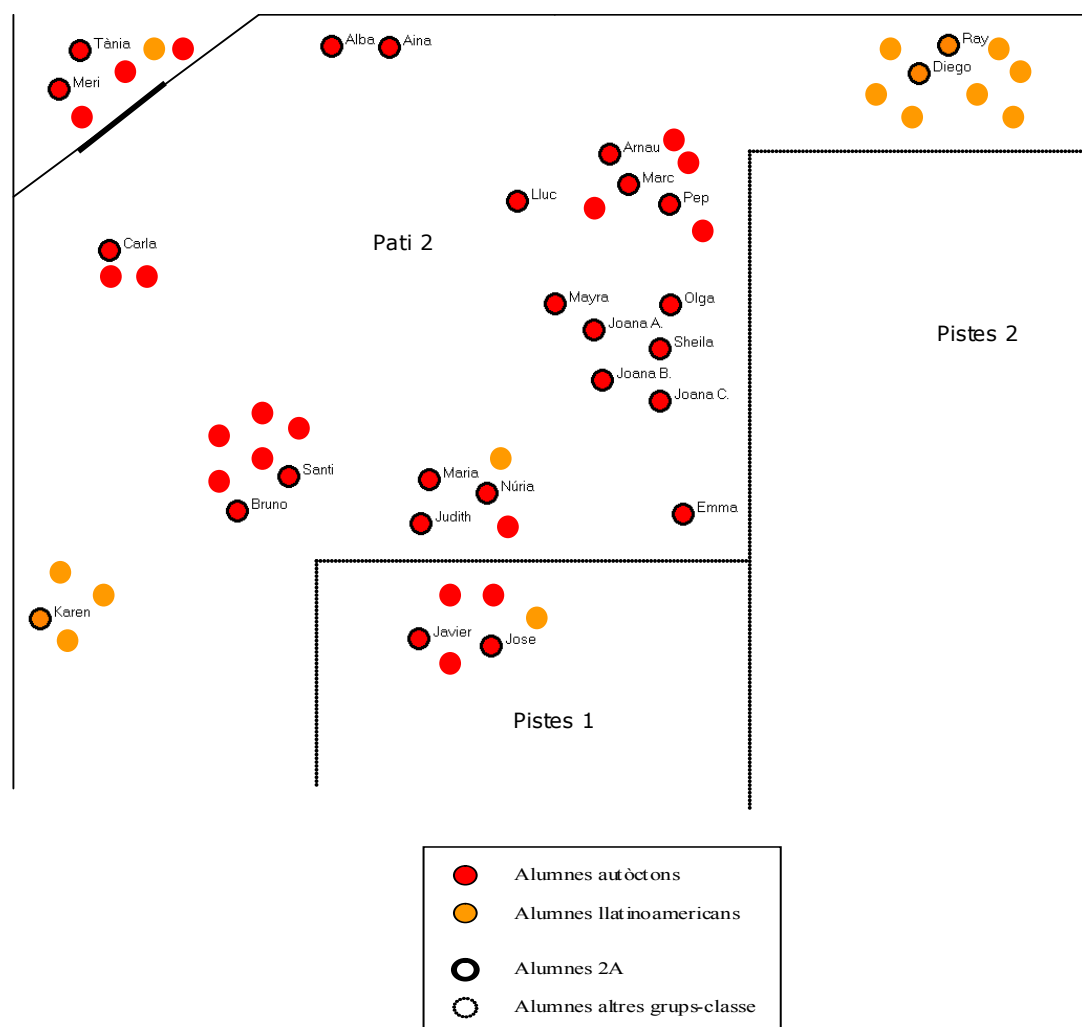 Alba
Aina
Ray
Tània
Diego
Meri
Arnau
Marc
Lluc
Pep
Carla
Pati 2
Mayra
Olga
Joana A.
Pistes 2
Sheila
Joana B.
Joana C.
Santi
Maria
Núria
Bruno
Judith
Emma
Karen
Javier
Jose
Pistes 1
Alumnes autòctons
Alumnes llatinoamericans
Alumnes 2A
Alumnes altres grups-classe